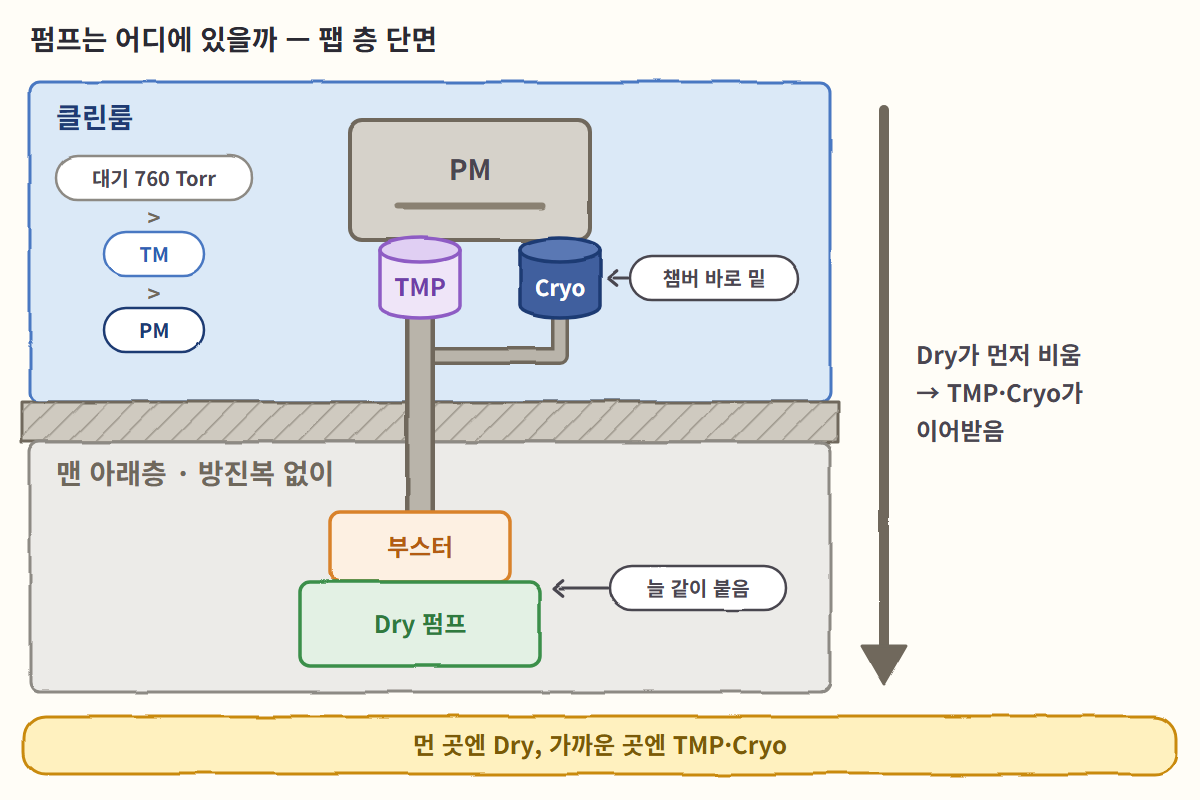 펌프는 어디에 있을까 — 팹 층 단면
클린룸
대기 760 Torr
>
TM
>
PM
PM
TMP
Cryo
챔버 바로 밑
Dry가 먼저 비움
→ TMP·Cryo가
이어받음
맨 아래층 · 방진복 없이
부스터
Dry 펌프
늘 같이 붙음
먼 곳엔 Dry, 가까운 곳엔 TMP·Cryo